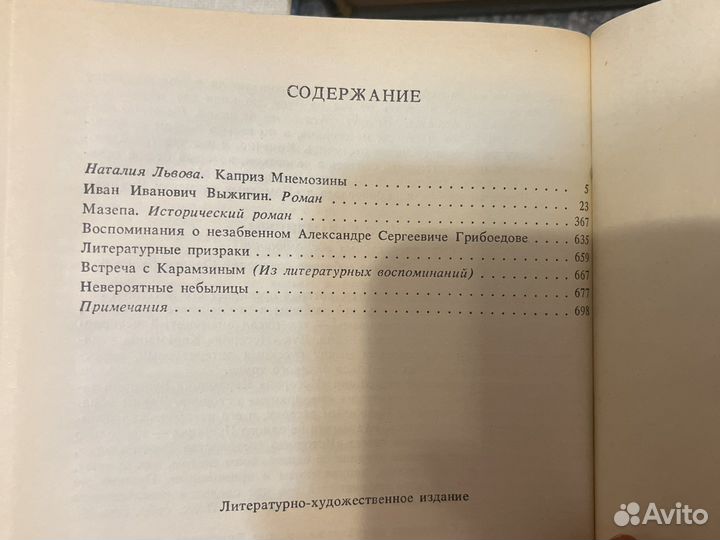 СОДЕРЖАНИЕ
Наталия Львова. Каприз Мнемозины . . . . . . . . . . . . . . . . . . 5
Иван Иванович Выжигин. Роман . . . . . . . . . . . . . . . . . . . . 23
Мазепа. Исторический роман . . . . . . . . . . . . . . . . . . . . . . 367
Воспоминания о незабвенном Александре Сергеевиче Грибоедове . . . . 635
Литературные призраки . . . . . . . . . . . . . . . . . . . . . . . . . 659
Встреча с Карамзиным (Из литературных воспоминаний) . . . . . . . . 667
Невероятные небылицы . . . . . . . . . . . . . . . . . . . . . . . . . 677
Примечания . . . . . . . . . . . . . . . . . . . . . . . . . . . . . . . 698
Литературно-художественное издание
Avito